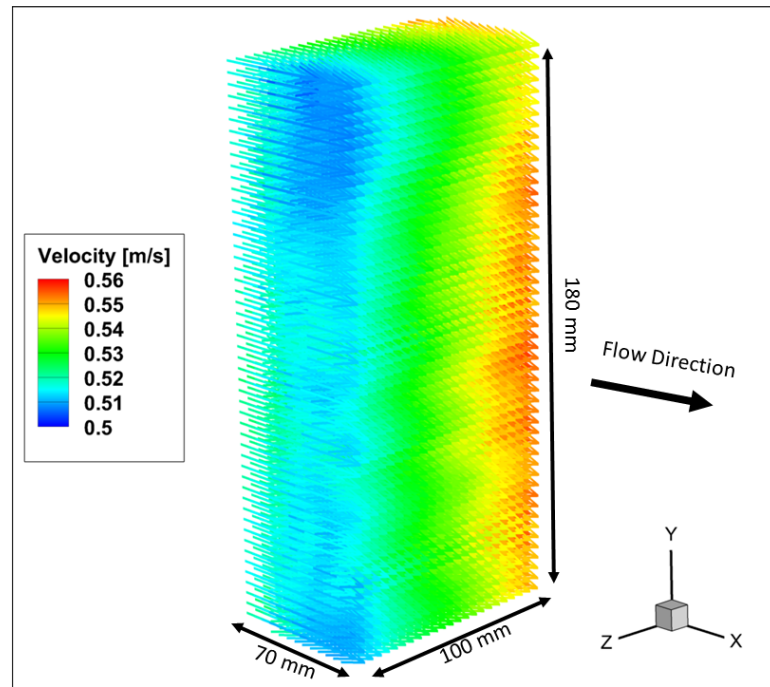 Velocity [m/s]
0.56
0.55
0.54
0.53
0.52
0.51
0.5
180 mm
Flow Direction
70 mm
100 mm
Y
Z
X